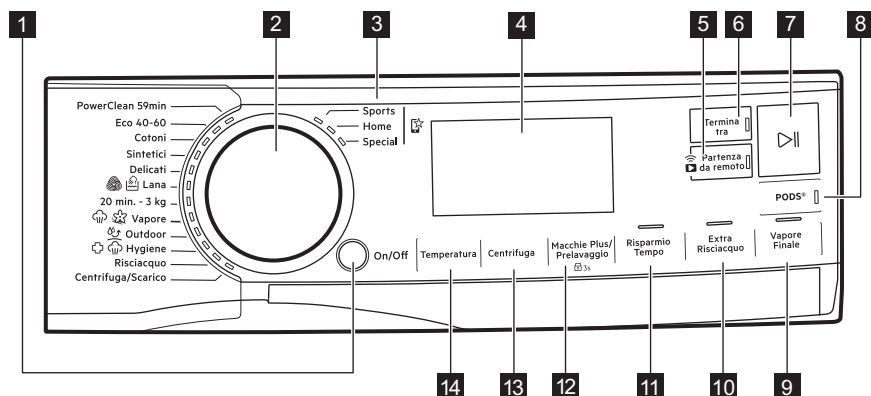 1
2
3
4
5
6
7
8
PowerClean 59min
Eco 40-60
Cotoni
Sintetici
Delicati
Lana
20 min. - 3 kg
Vapore
Outdoor
Hygiene
Risciacquo
Centrifuga/Scarico
Sports
Home
Special
On/Off
Temperatura
Centrifuga
Macchie Plus/
Prelavaggio
3s
Risparmio
Tempo
Extra
Risciacquo
Vapore
Finale
Termina
tra
Partenza
da remoto
PODS®
14
13
12
11
10
9